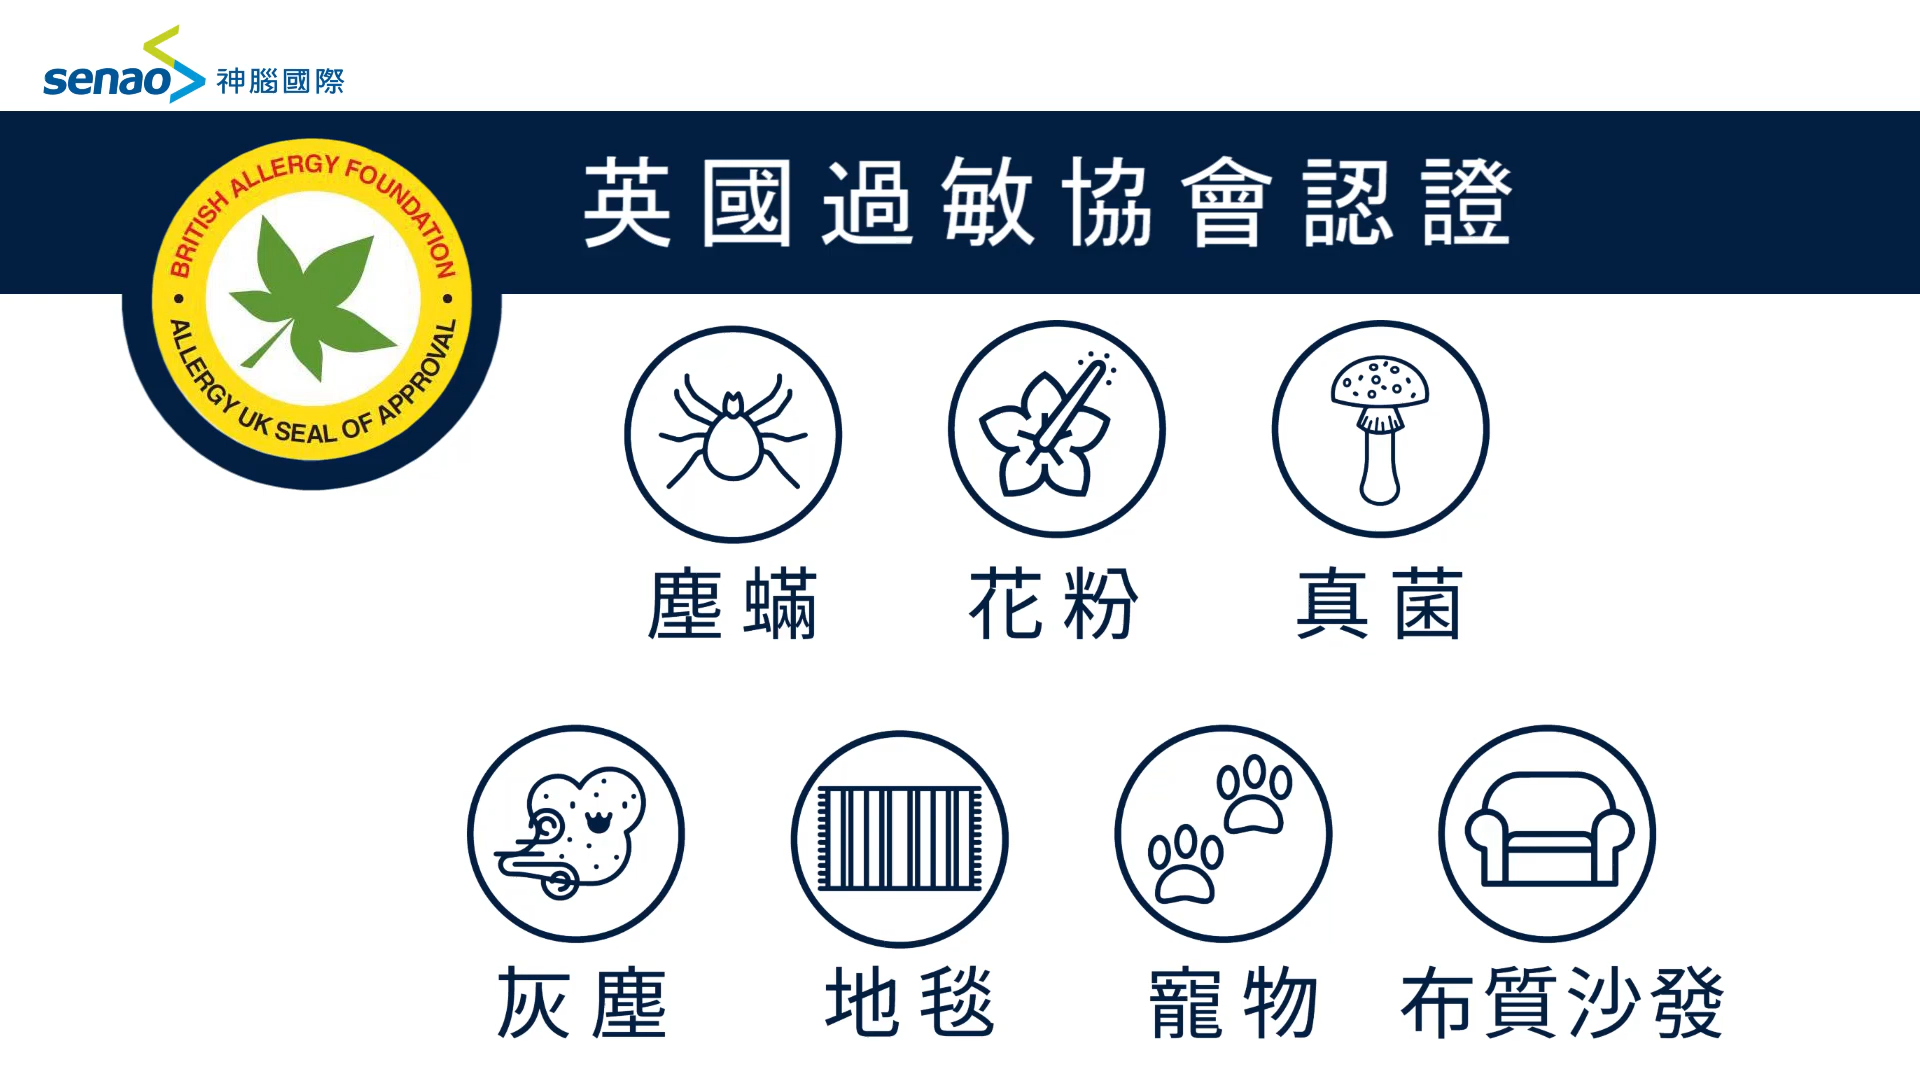 senao 神腦國際
英國過敏協會認證
BRITISH ALLERGY FOUNDATION
ALLERGY UK SEAL OF APPROVAL
塵蟎 花粉 真菌
灰塵 地毯 寵物 布質沙發